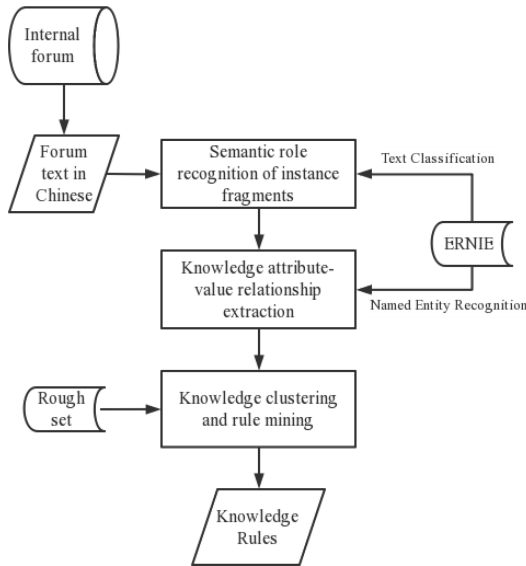 Internal
forum
Forum
text in
Chinese
Semantic role
recognition of instance
fragments
Text Classification
ERNIE
Knowledge attribute-
value relationship
extraction
Named Entity Recognition
Rough
set
Knowledge clustering
and rule mining
Knowledge
Rules